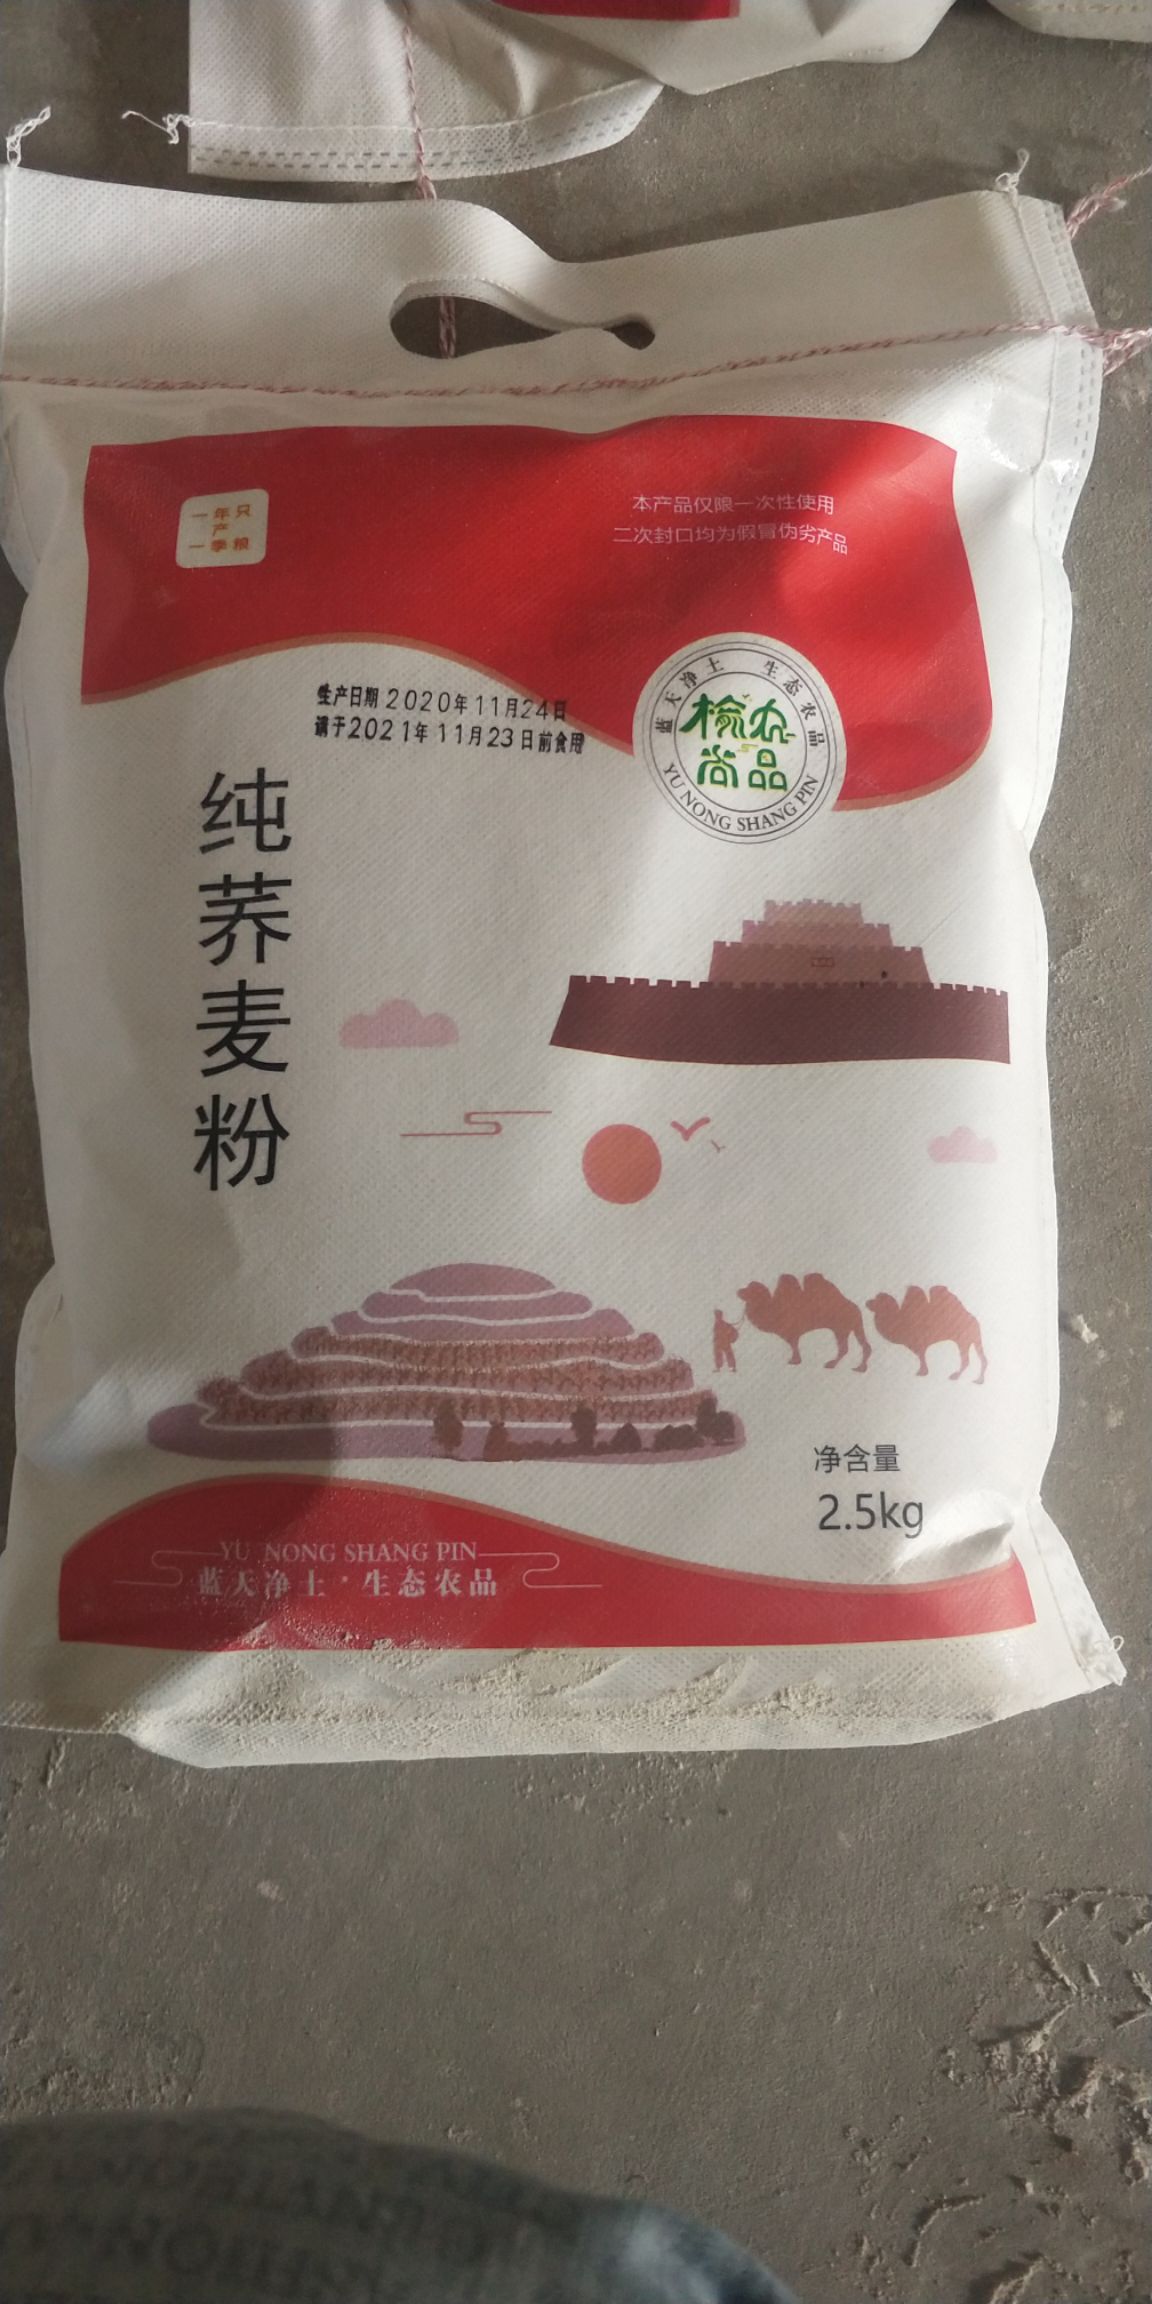 一年只
产
一季粮
本产品仅限一次性使用
二次封口均为假冒伪劣产品
蓝天净土 生态农品
榆农
尚品
YU NONG SHANG PIN
生产日期2020年11月24日
请于2021年11月23日前食用
纯荞麦粉
净含量
2.5kg
YU NONG SHANG PIN
蓝天净土·生态农品